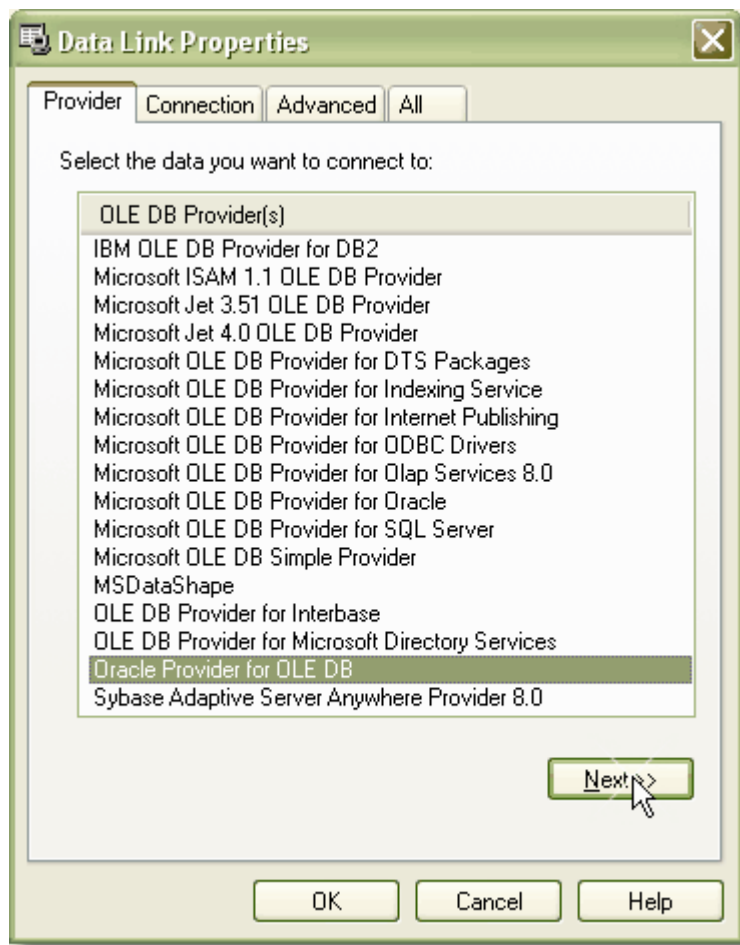 Data Link Properties
Provider Connection Advanced All
Select the data you want to connect to:
OLE DB Provider(s)
IBM OLE DB Provider for DB2
Microsoft ISAM 1.1 OLE DB Provider
Microsoft Jet 3.51 OLE DB Provider
Microsoft Jet 4.0 OLE DB Provider
Microsoft OLE DB Provider for DTS Packages
Microsoft OLE DB Provider for Indexing Service
Microsoft OLE DB Provider for Internet Publishing
Microsoft OLE DB Provider for ODBC Drivers
Microsoft OLE DB Provider for Olap Services 8.0
Microsoft OLE DB Provider for Oracle
Microsoft OLE DB Provider for SQL Server
Microsoft OLE DB Simple Provider
MSDataShape
OLE DB Provider for Interbase
OLE DB Provider for Microsoft Directory Services
Oracle Provider for OLE DB
Sybase Adaptive Server Anywhere Provider 8.0
Next >>
OK Cancel Help